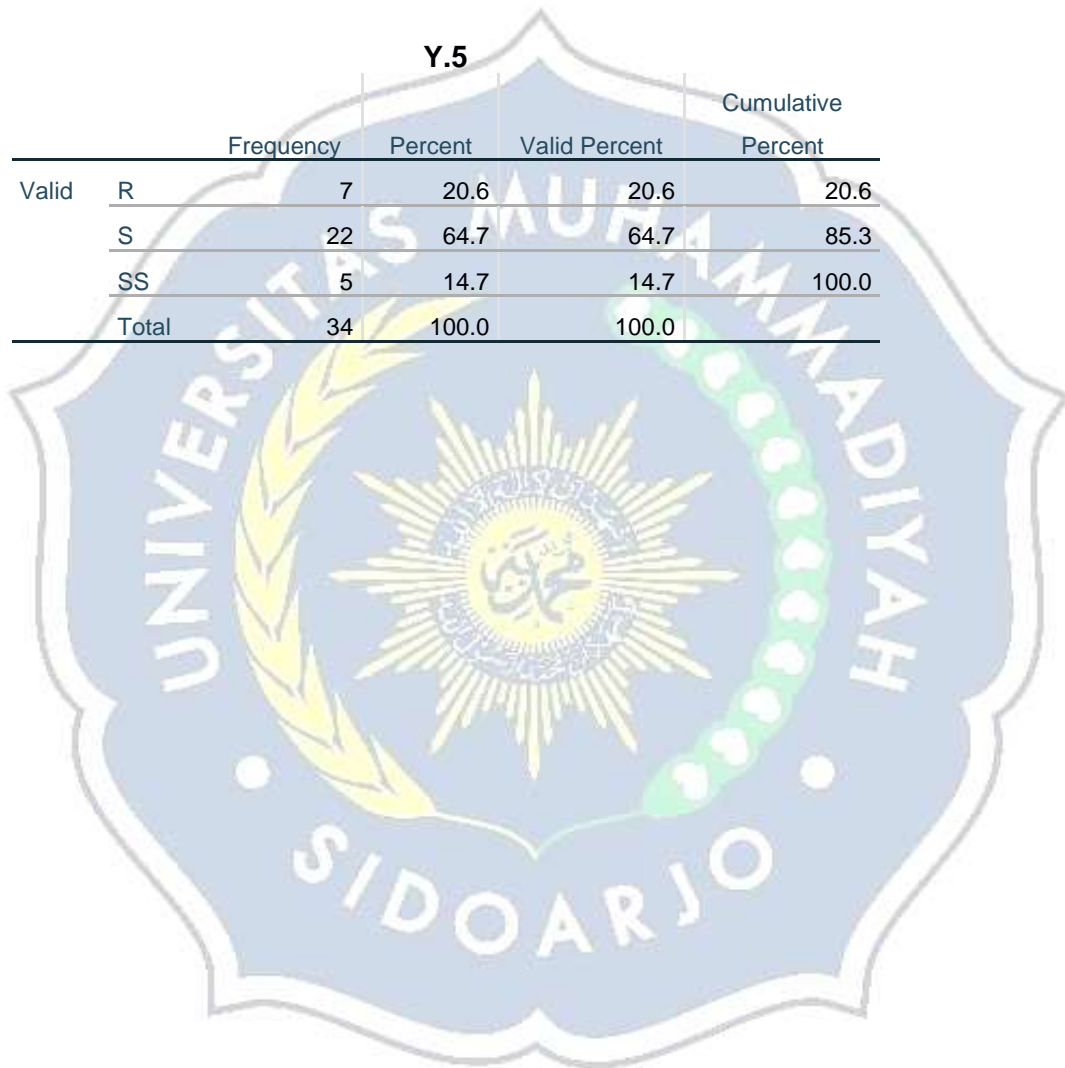 Y.5
Cumulative
Frequency Percent Valid Percent Percent
Valid R 7 20.6 20.6 20.6
S 22 64.7 64.7 85.3
SS 5 14.7 14.7 100.0
Total 34 100.0 100.0
UNIVERSITAS MUHAMMADIYAH
محمد
SIDOARJO